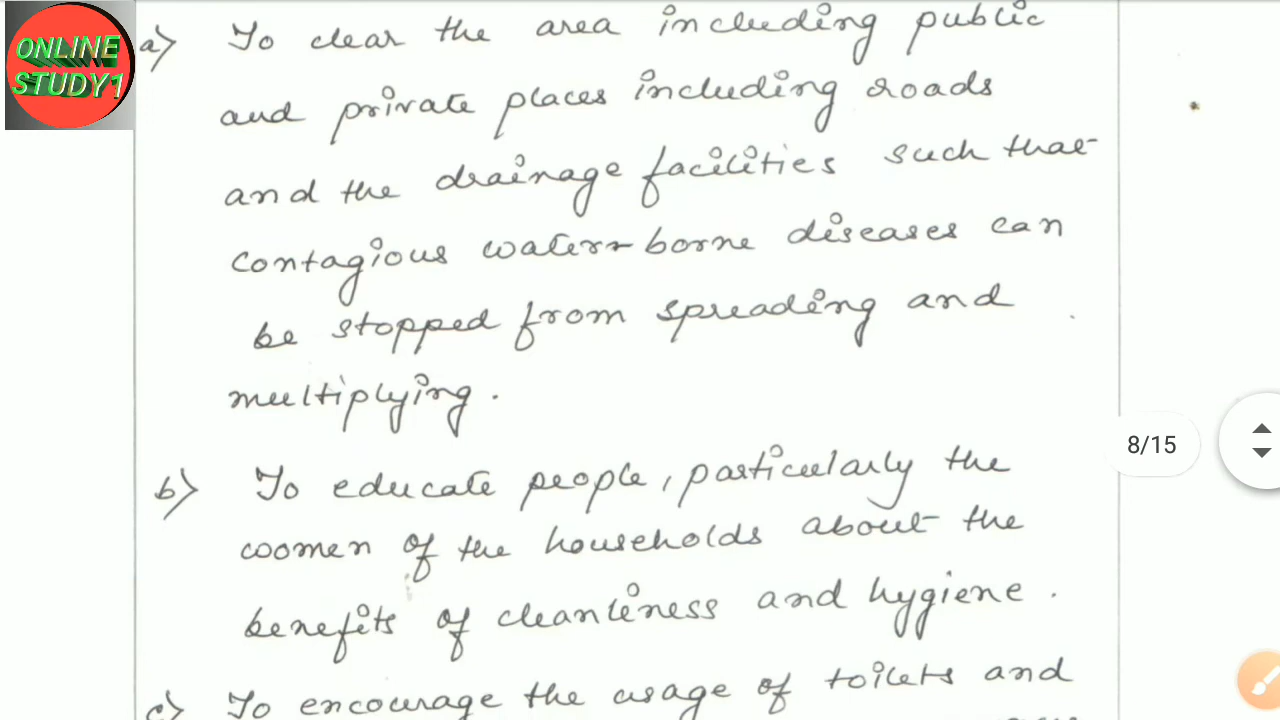 ONLINE
STUDY1
a) To clear the area including public
and private places including roads
and the drainage facilities such that
contagious water-borne diseases can
be stopped from spreading and
multiplying.
8/15
b) To educate people, particularly the
women of the households about the
benefits of cleanliness and hygiene.
c) To encourage the usage of toilets and